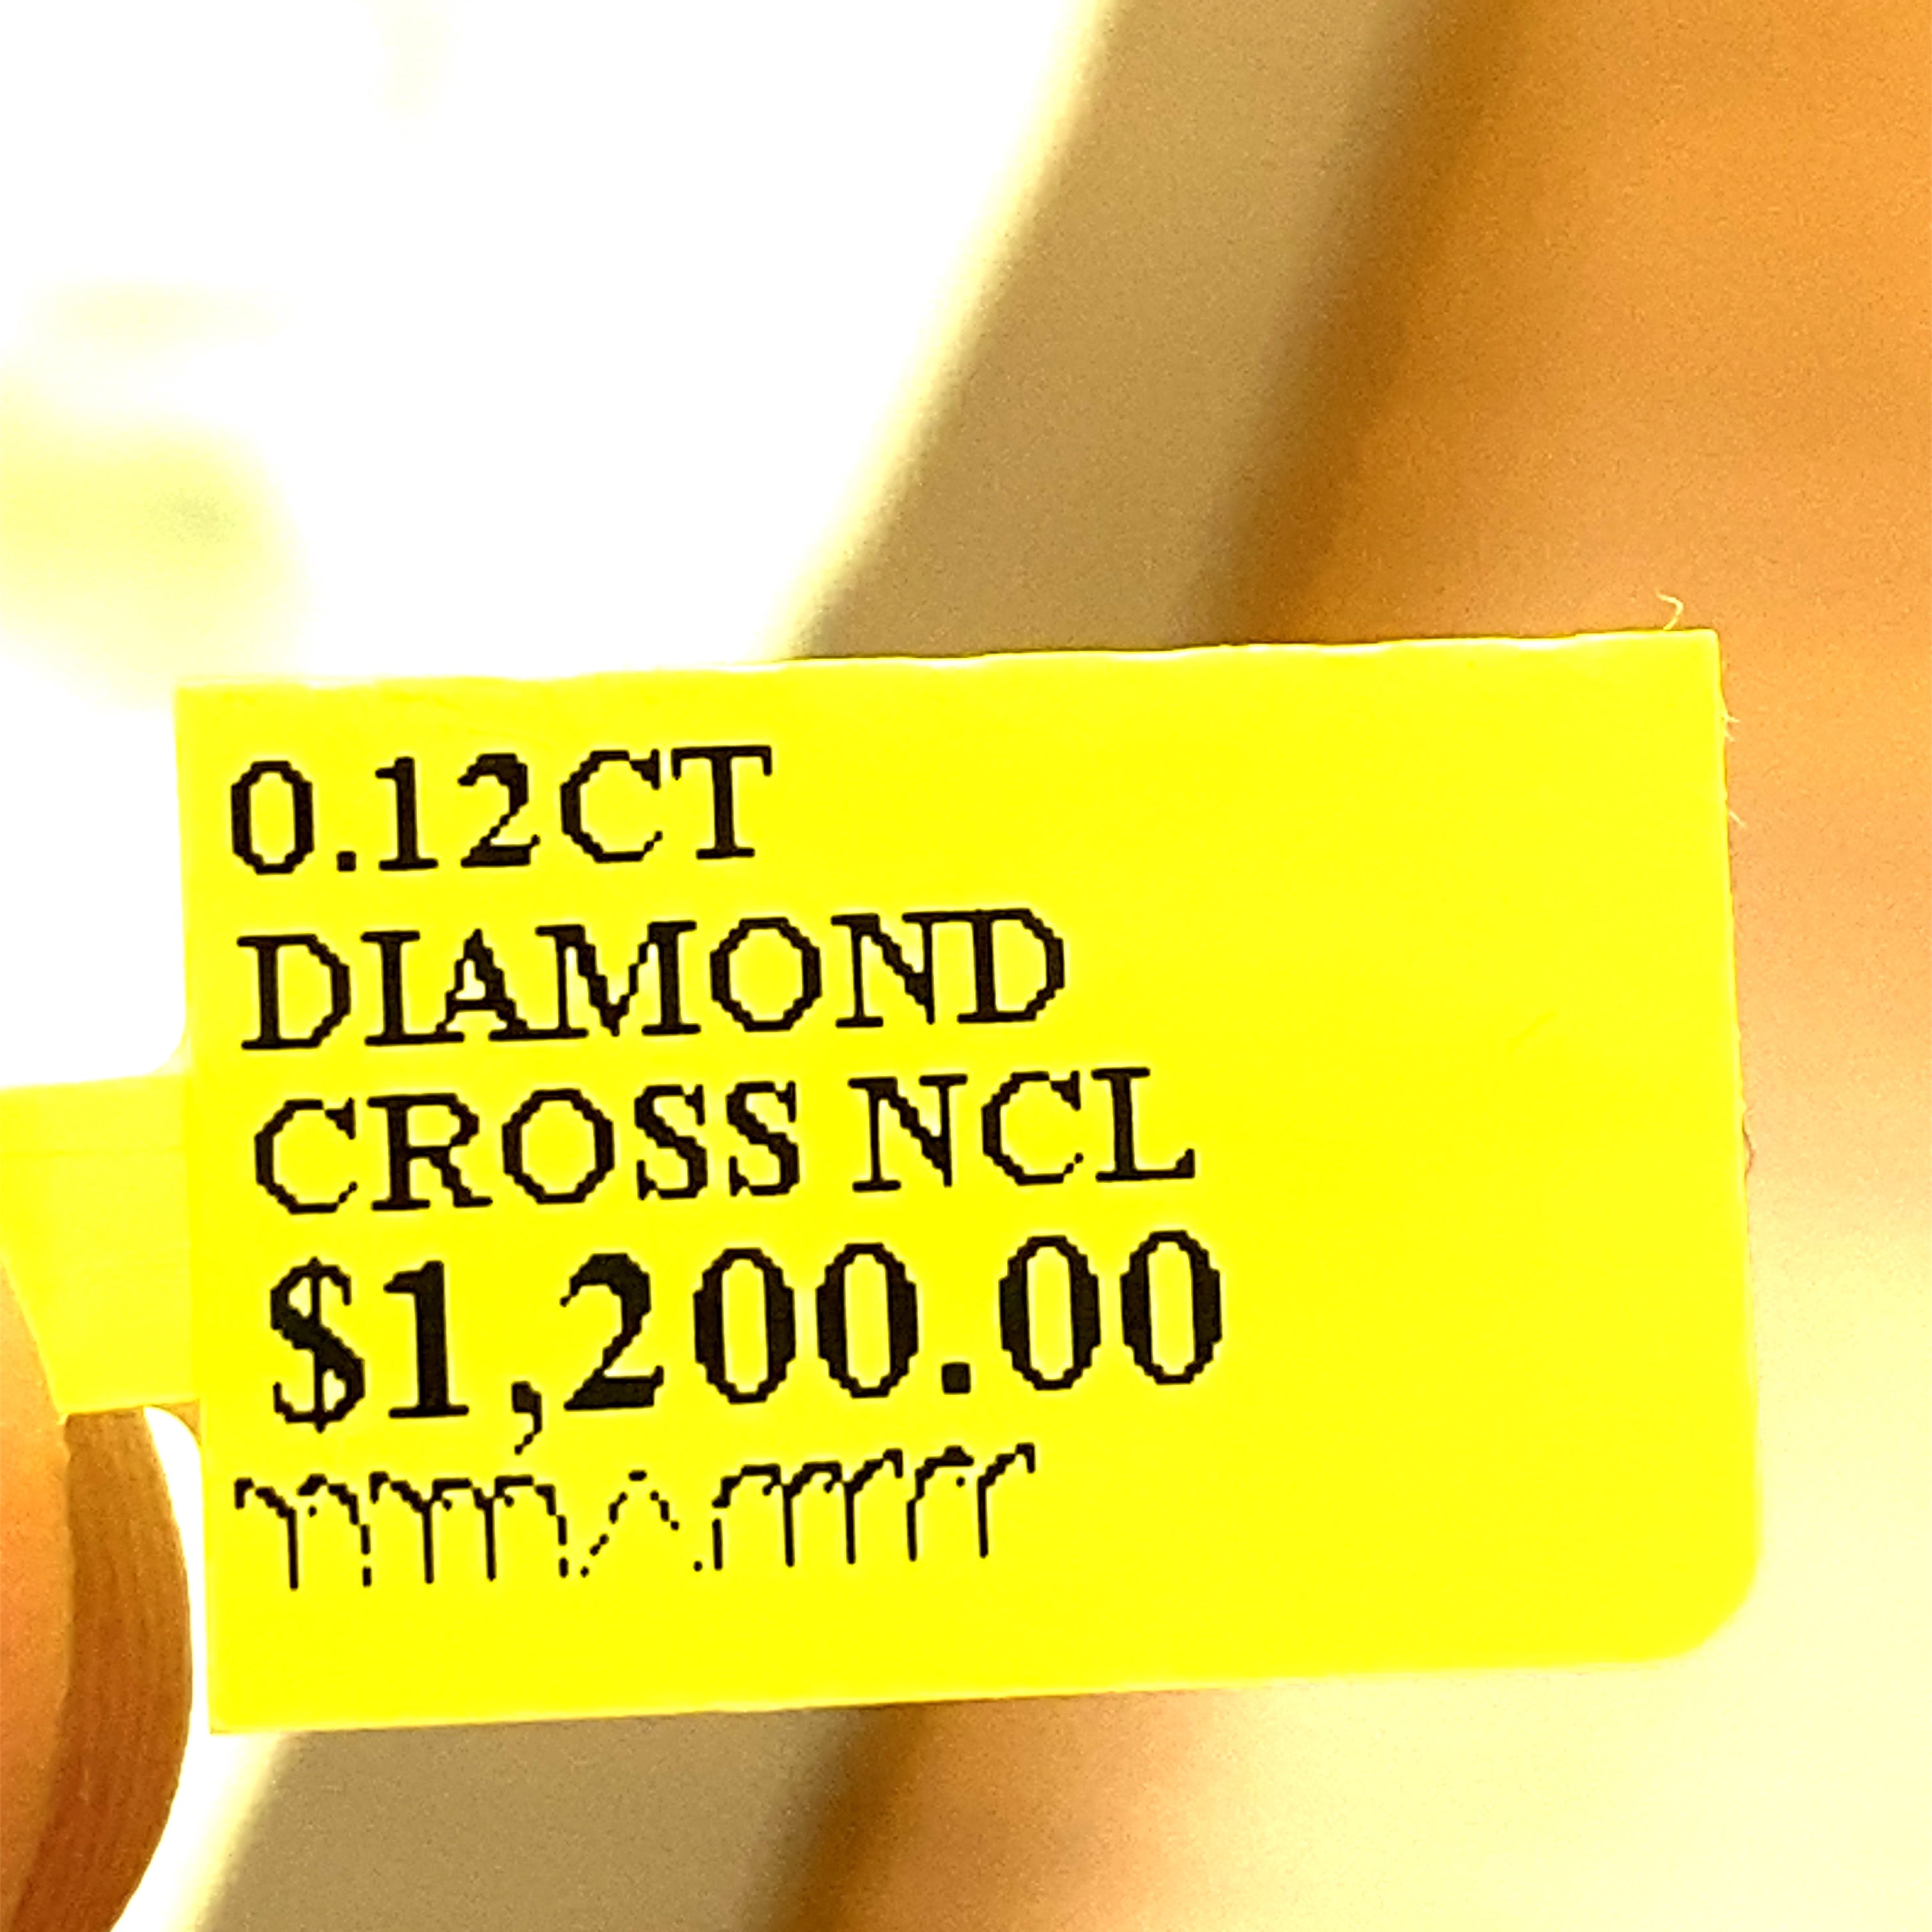 0.12CT
DIAMOND
CROSS NCL
$1,200.00